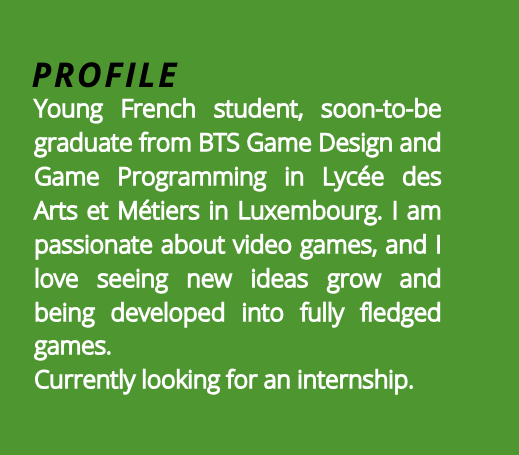 PROFILE
Young French student, soon-to-be
graduate from BTS Game Design and
Game Programming in Lycée des
Arts et Métiers in Luxembourg. I am
passionate about video games, and I
love seeing new ideas grow and
being developed into fully fledged
games.
Currently looking for an internship.